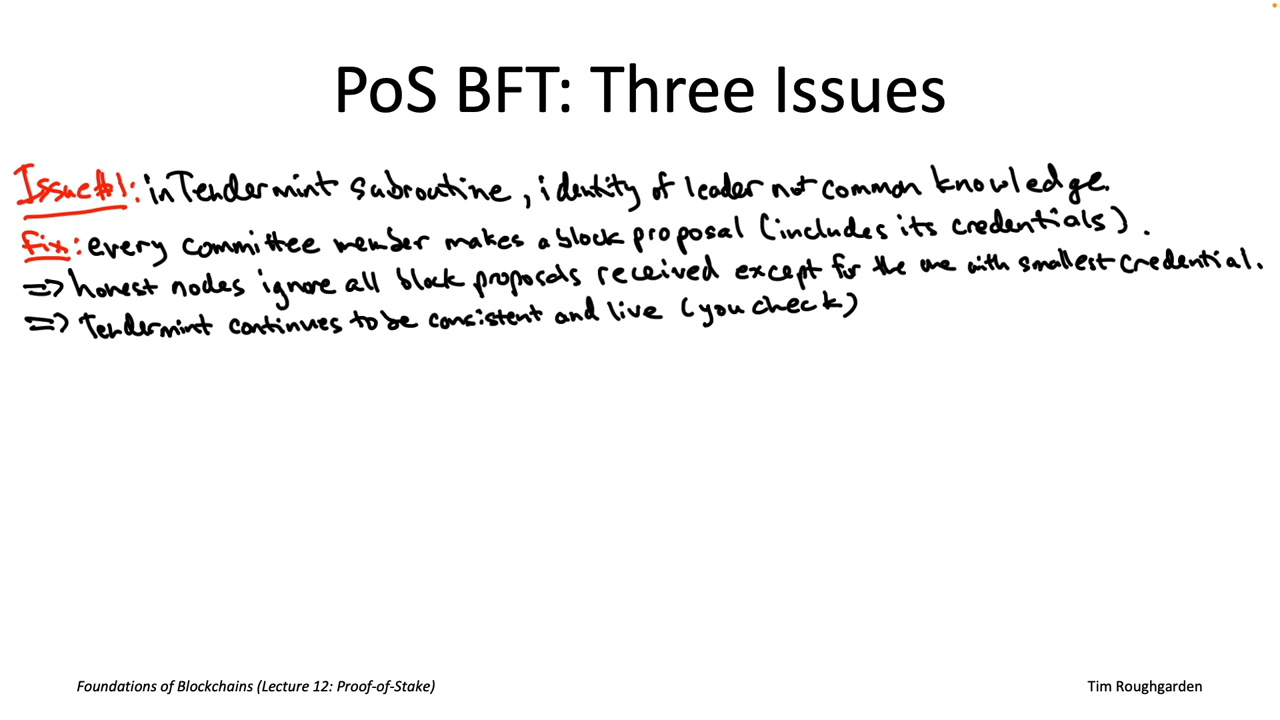 PoS BFT: Three Issues
Issue #1: in Tendermint subroutine, identity of leader not common knowledge.
fix: every committee member makes a block proposal (includes its credentials).
=> honest nodes ignore all block proposals received except for the one with smallest credential.
=> Tendermint continues to be consistent and live (you check)
Foundations of Blockchains (Lecture 12: Proof-of-Stake)
Tim Roughgarden